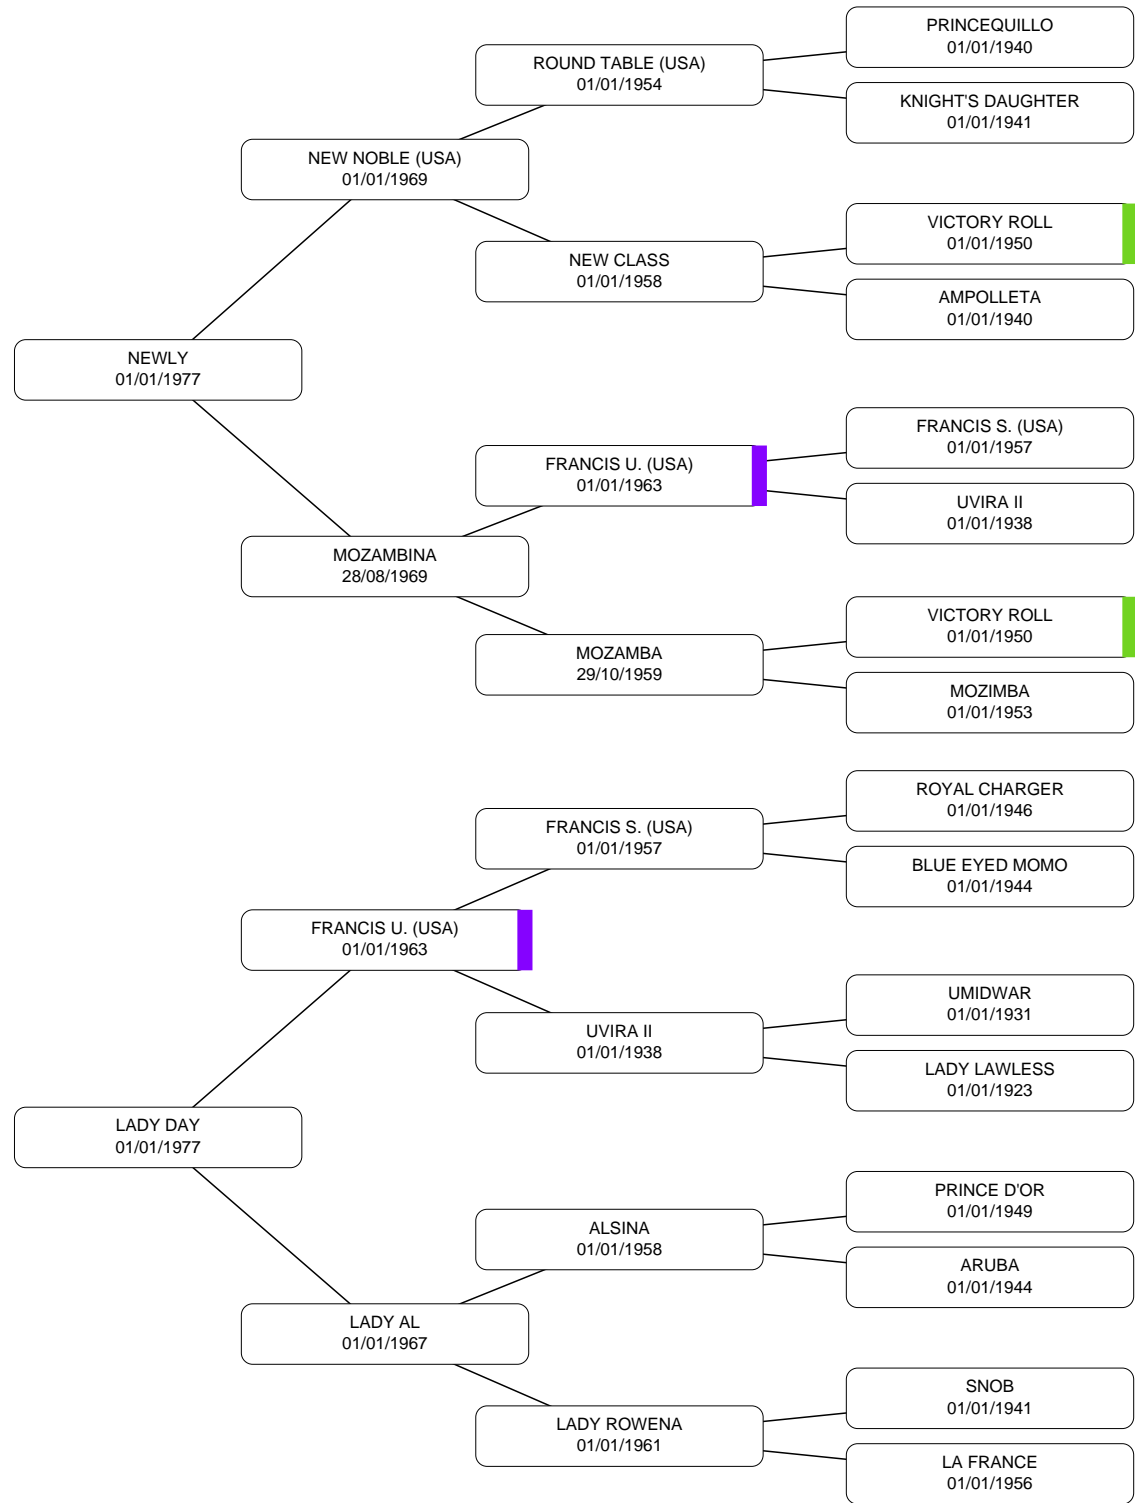 PRINCEQUILLO
01/01/1940
ROUND TABLE (USA)
01/01/1954
KNIGHT'S DAUGHTER
01/01/1941
NEW NOBLE (USA)
01/01/1969
VICTORY ROLL
01/01/1950
NEW CLASS
01/01/1958
AMPOLLETA
01/01/1940
NEWLY
01/01/1977
FRANCIS S. (USA)
01/01/1957
FRANCIS U. (USA)
01/01/1963
UVIRA II
01/01/1938
MOZAMBINA
28/08/1969
VICTORY ROLL
01/01/1950
MOZAMBA
29/10/1959
MOZIMBA
01/01/1953
ROYAL CHARGER
01/01/1946
FRANCIS S. (USA)
01/01/1957
BLUE EYED MOMO
01/01/1944
FRANCIS U. (USA)
01/01/1963
UMIDWAR
01/01/1931
UVIRA II
01/01/1938
LADY LAWLESS
01/01/1923
LADY DAY
01/01/1977
PRINCE D'OR
01/01/1949
ALSINA
01/01/1958
ARUBA
01/01/1944
LADY AL
01/01/1967
SNOB
01/01/1941
LADY ROWENA
01/01/1961
LA FRANCE
01/01/1956